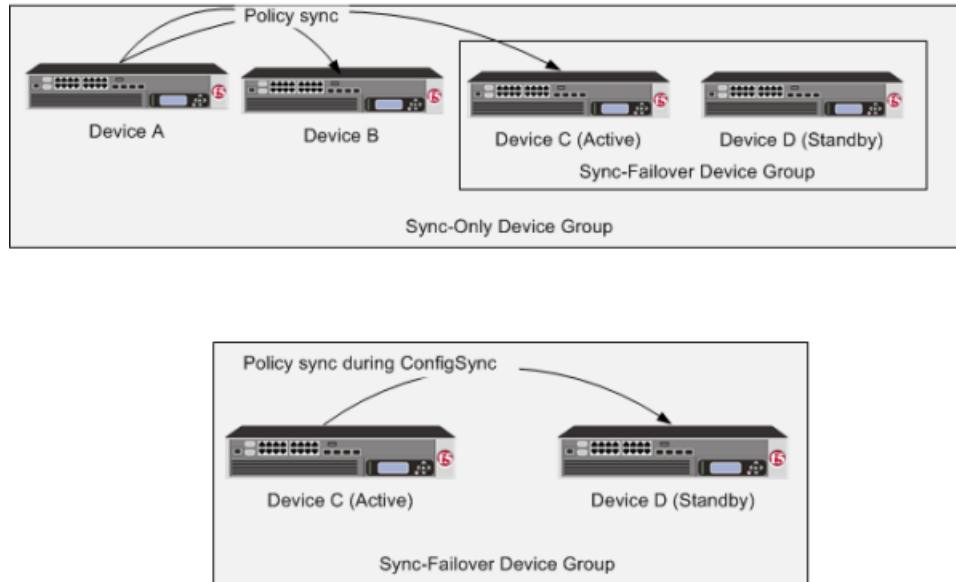 Policy sync
Device A
Device B
Device C (Active)
Device D (Standby)
Sync-Failover Device Group
Sync-Only Device Group
Policy sync during ConfigSync
Device C (Active)
Device D (Standby)
Sync-Failover Device Group